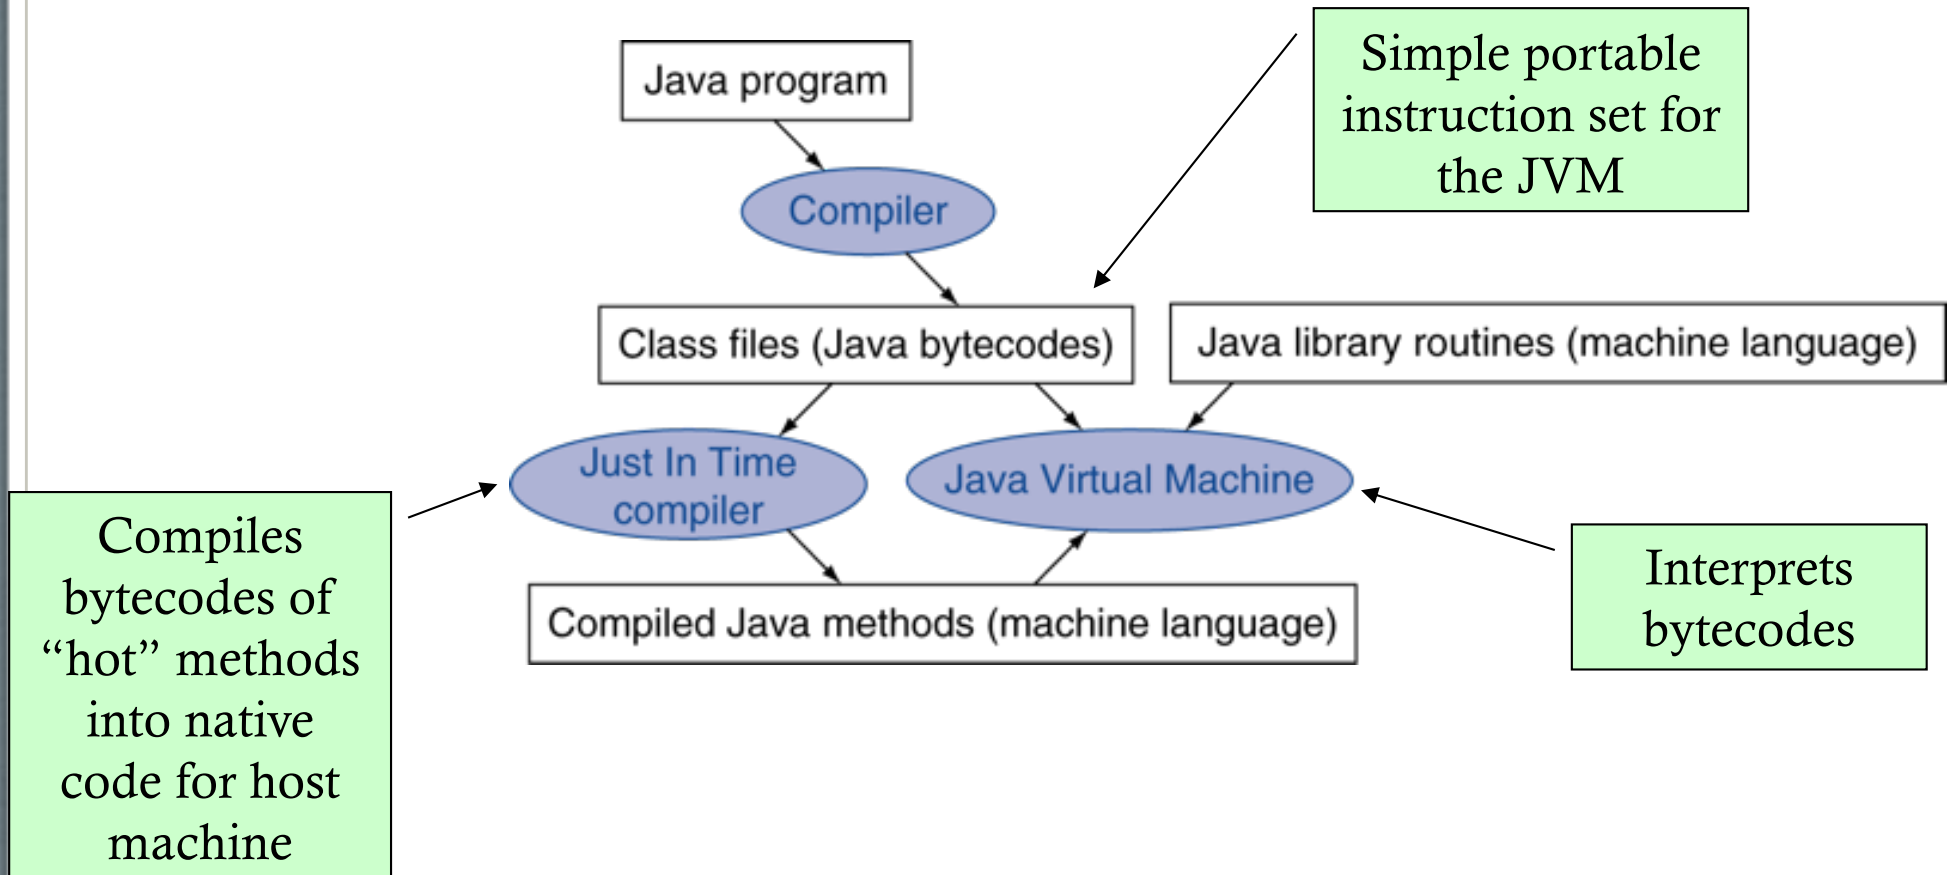 Java program
Simple portable
instruction set for
the JVM
Compiler
Class files (Java bytecodes)
Java library routines (machine language)
Just In Time
compiler
Java Virtual Machine
Compiles
bytecodes of
“hot” methods
into native
code for host
machine
Compiled Java methods (machine language)
Interprets
bytecodes